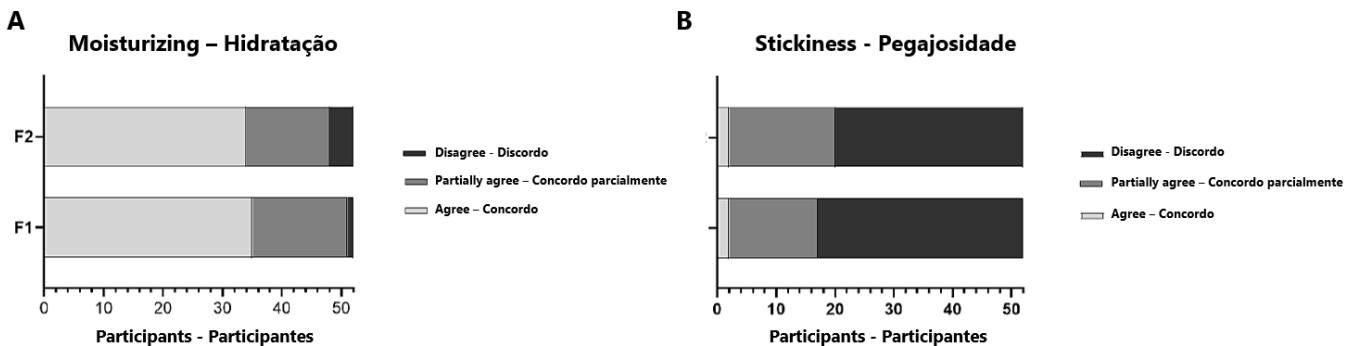 A
Moisturizing – Hidratação
F2
F1
0 10 20 30 40 50
Participants - Participantes
Disagree - Discordo
Partially agree – Concordo parcialmente
Agree – Concordo
B
Stickiness - Pegajosidade
0 10 20 30 40 50
Participants - Participantes
Disagree - Discordo
Partially agree – Concordo parcialmente
Agree – Concordo